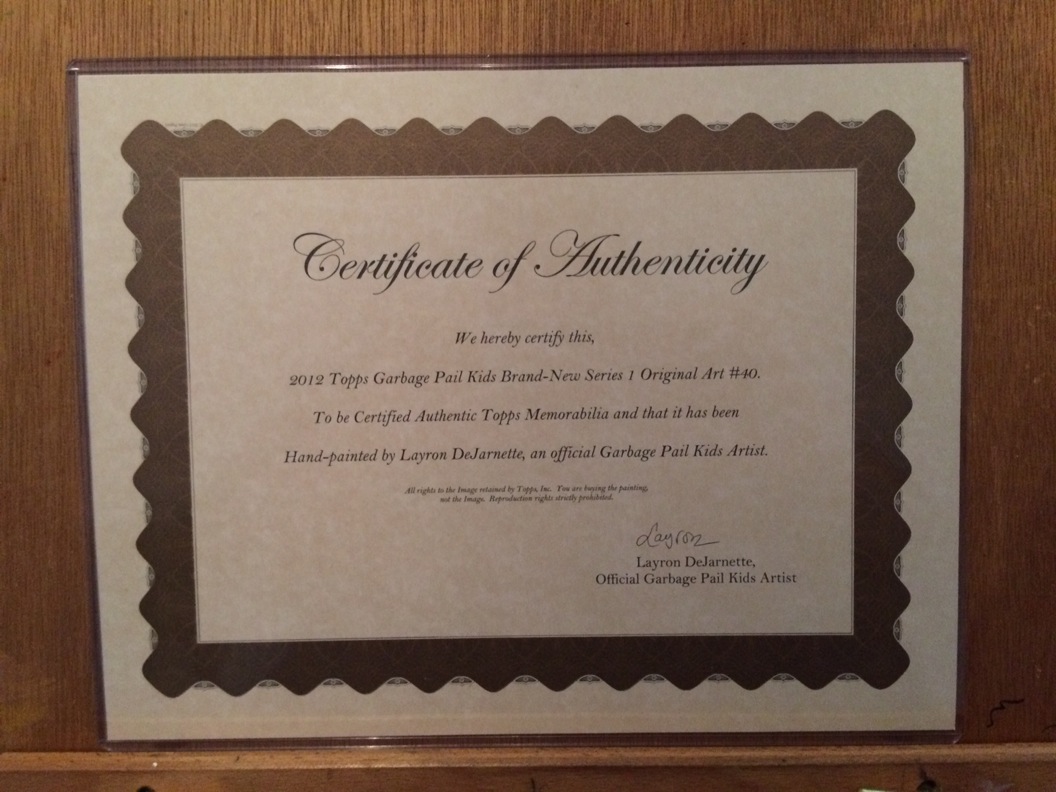 Certificate of Authenticity
We hereby certify this,
2012 Topps Garbage Pail Kids Brand-New Series 1 Original Art #40.
To be Certified Authentic Topps Memorabilia and that it has been
Hand-painted by Layron DeJarnette, an official Garbage Pail Kids Artist.
All rights to the Image retained by Topps, Inc. You are buying the painting,
not the Image. Reproduction rights strictly prohibited.
Layron
Layron DeJarnette,
Official Garbage Pail Kids Artist